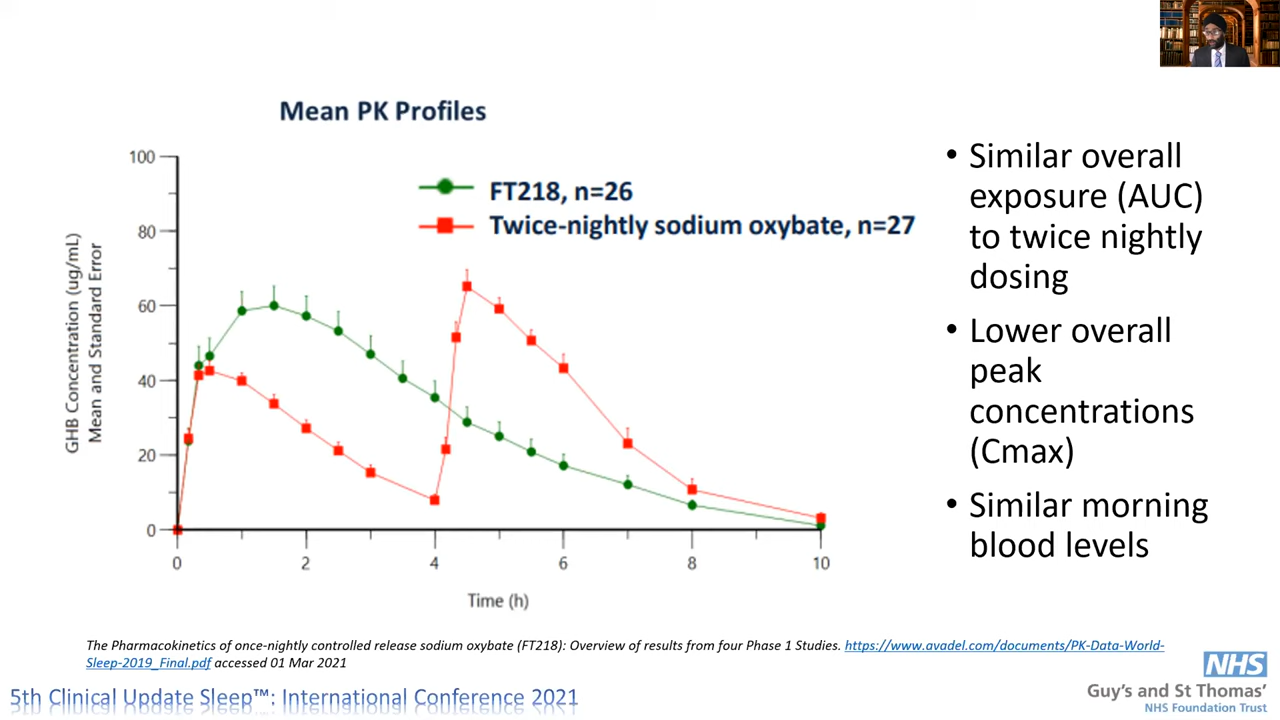 Mean PK Profiles
100
80
60
40
20
0
GHB Concentration (ug/mL)
Mean and Standard Error
FT218, n=26
Twice-nightly sodium oxybate, n=27
0 2 4 6 8 10
Time (h)
• Similar overall
exposure (AUC)
to twice nightly
dosing
• Lower overall
peak
concentrations
(Cmax)
• Similar morning
blood levels
The Pharmacokinetics of once-nightly controlled release sodium oxybate (FT218): Overview of results from four Phase 1 Studies. https://www.avadel.com/documents/PK-Data-World-
Sleep-2019_Final.pdf accessed 01 Mar 2021
5th Clinical Update Sleep™: International Conference 2021
NHS
Guy's and St Thomas'
NHS Foundation Trust